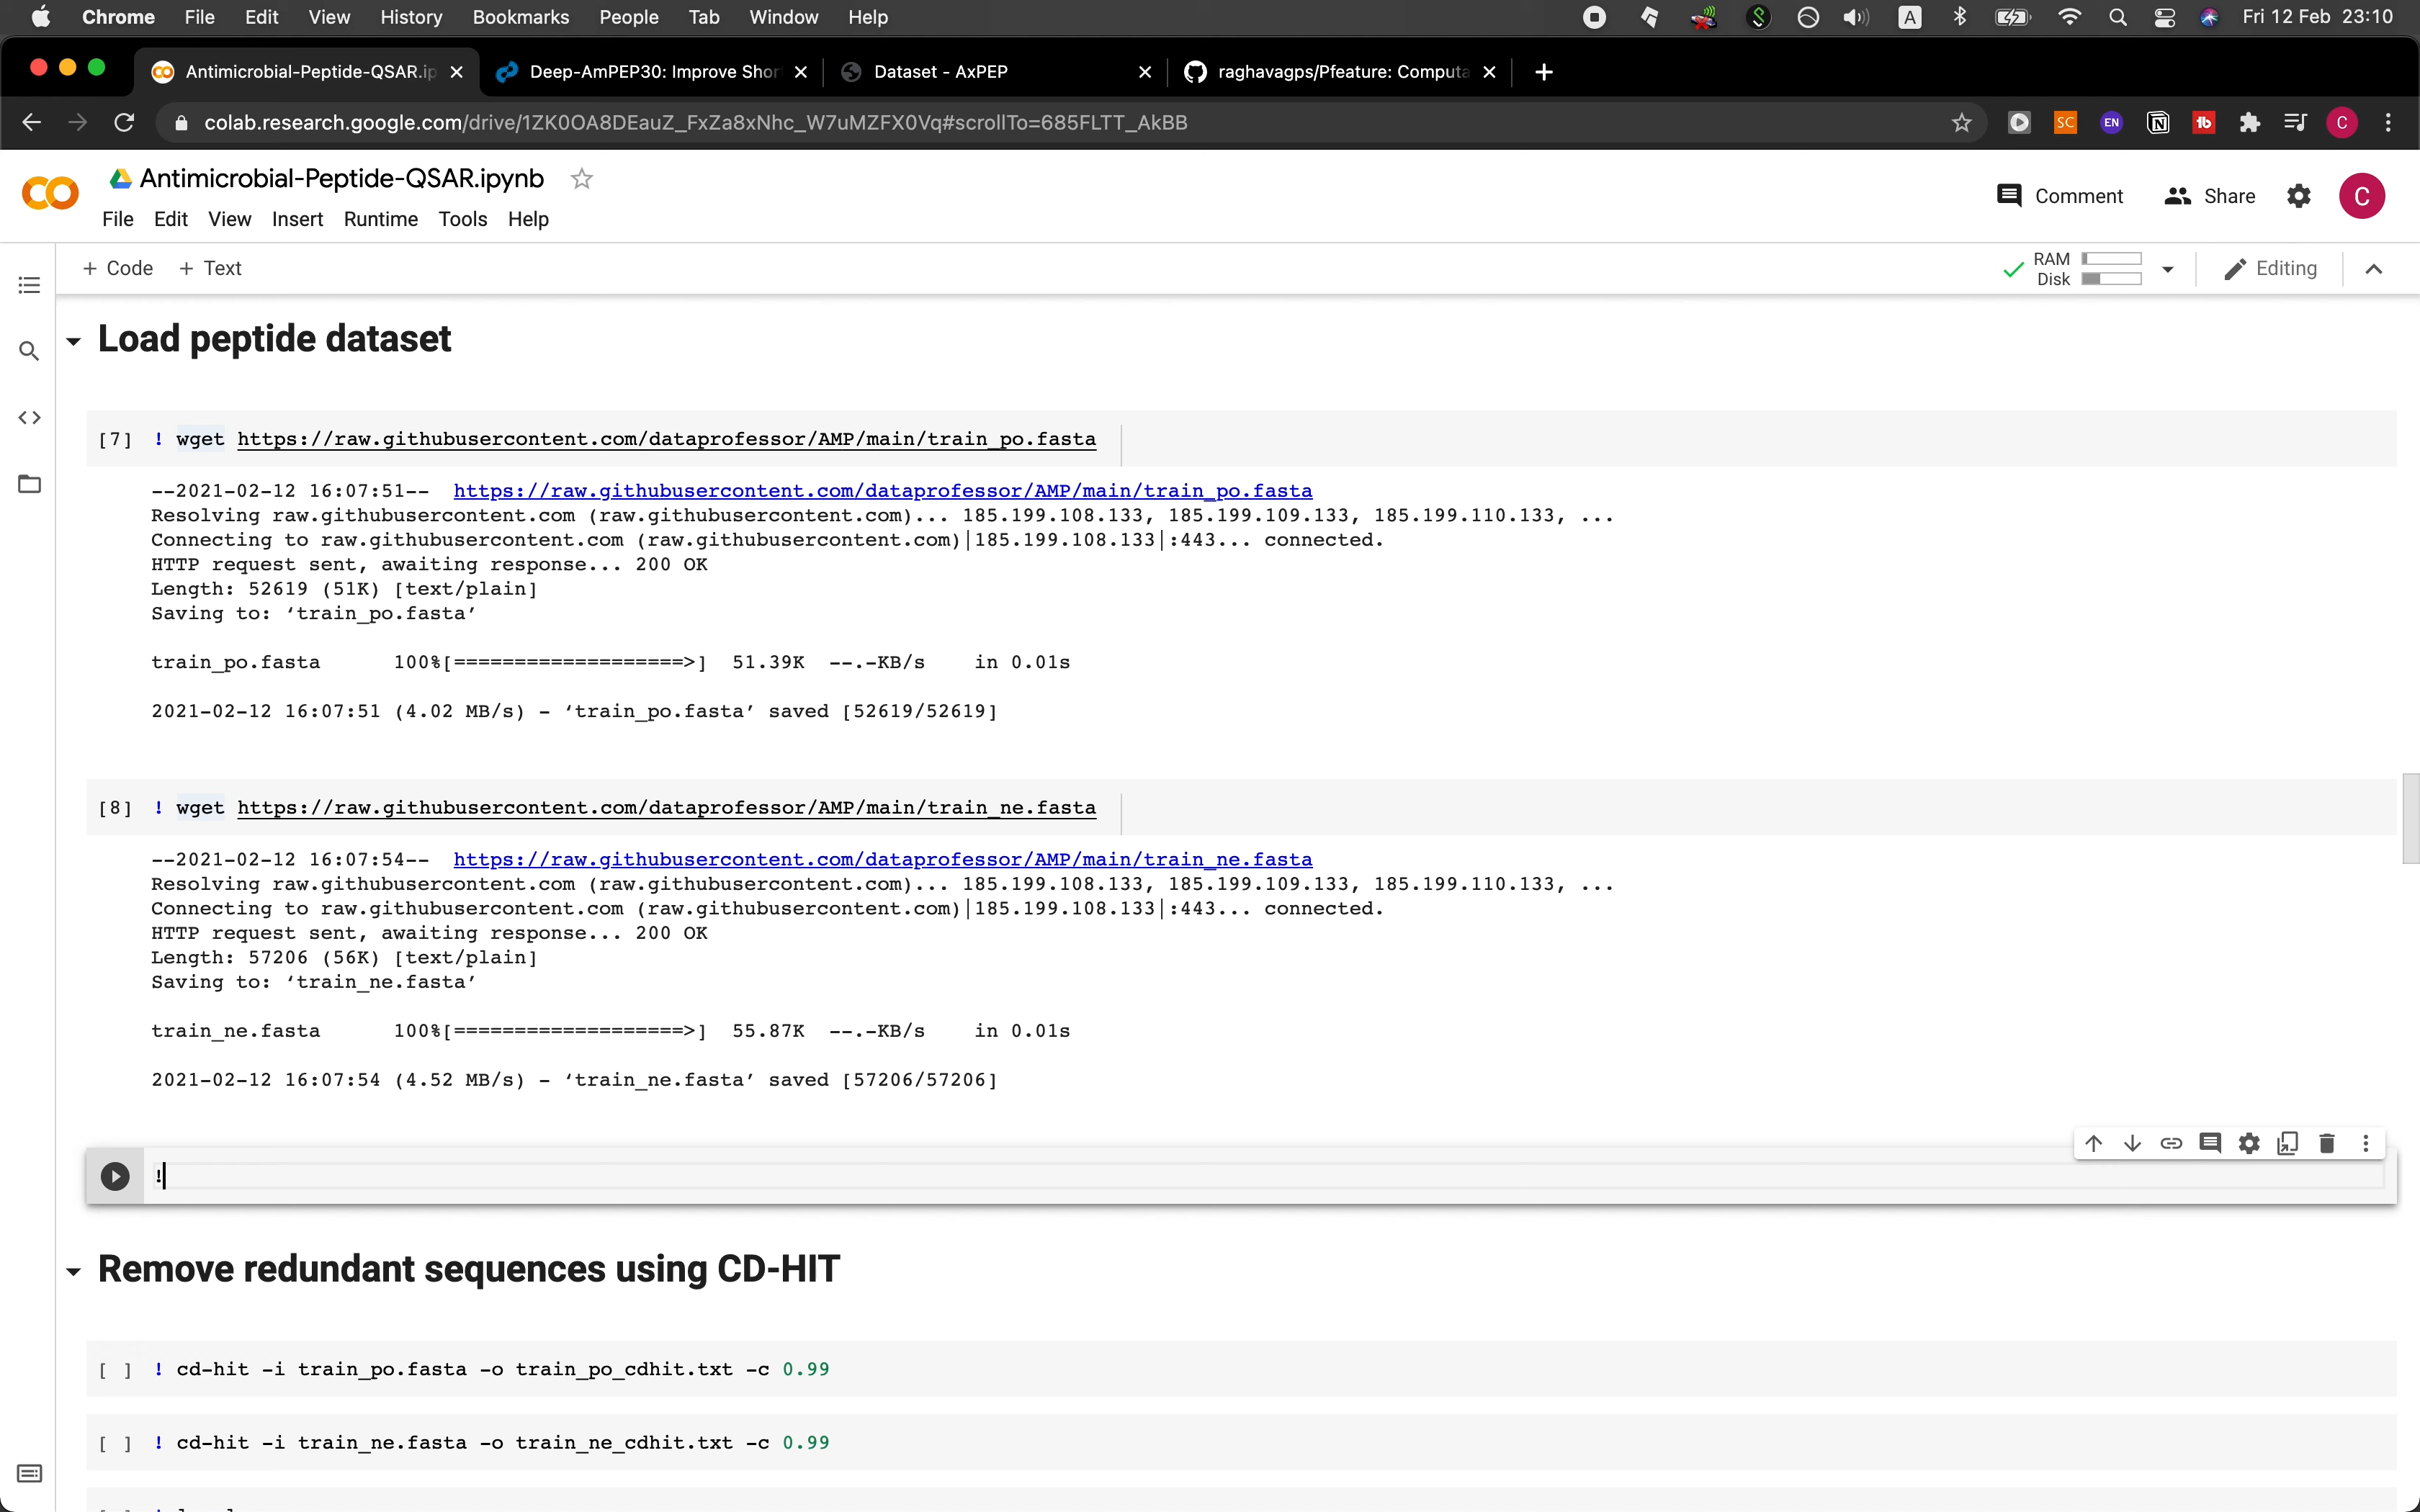 Chrome File Edit View History Bookmarks People Tab Window Help A Fri 12 Feb 23:10
Antimicrobial-Peptide-QSAR.ip Deep-AmPEP30: Improve Shor Dataset - AxPEP raghavagps/Pfeature: Computa
colab.research.google.com/drive/1ZK0OA8DEauZ_FxZa8xNhc_W7uMZFX0Vq#scrollTo=685FLTT_AkBB SC EN C
Antimicrobial-Peptide-QSAR.ipynb
Comment Share C
File Edit View Insert Runtime Tools Help
+ Code + Text RAM Disk Editing
Load peptide dataset
[7] ! wget https://raw.githubusercontent.com/dataprofessor/AMP/main/train_po.fasta
--2021-02-12 16:07:51-- https://raw.githubusercontent.com/dataprofessor/AMP/main/train_po.fasta
Resolving raw.githubusercontent.com (raw.githubusercontent.com)... 185.199.108.133, 185.199.109.133, 185.199.110.133, ...
Connecting to raw.githubusercontent.com (raw.githubusercontent.com)|185.199.108.133|:443... connected.
HTTP request sent, awaiting response... 200 OK
Length: 52619 (51K) [text/plain]
Saving to: ‘train_po.fasta’
train_po.fasta 100%[===================>] 51.39K --.-KB/s in 0.01s
2021-02-12 16:07:51 (4.02 MB/s) - ‘train_po.fasta’ saved [52619/52619]
[8] ! wget https://raw.githubusercontent.com/dataprofessor/AMP/main/train_ne.fasta
--2021-02-12 16:07:54-- https://raw.githubusercontent.com/dataprofessor/AMP/main/train_ne.fasta
Resolving raw.githubusercontent.com (raw.githubusercontent.com)... 185.199.108.133, 185.199.109.133, 185.199.110.133, ...
Connecting to raw.githubusercontent.com (raw.githubusercontent.com)|185.199.108.133|:443... connected.
HTTP request sent, awaiting response... 200 OK
Length: 57206 (56K) [text/plain]
Saving to: ‘train_ne.fasta’
train_ne.fasta 100%[===================>] 55.87K --.-KB/s in 0.01s
2021-02-12 16:07:54 (4.52 MB/s) - ‘train_ne.fasta’ saved [57206/57206]
!
Remove redundant sequences using CD-HIT
[ ] ! cd-hit -i train_po.fasta -o train_po_cdhit.txt -c 0.99
[ ] ! cd-hit -i train_ne.fasta -o train_ne_cdhit.txt -c 0.99